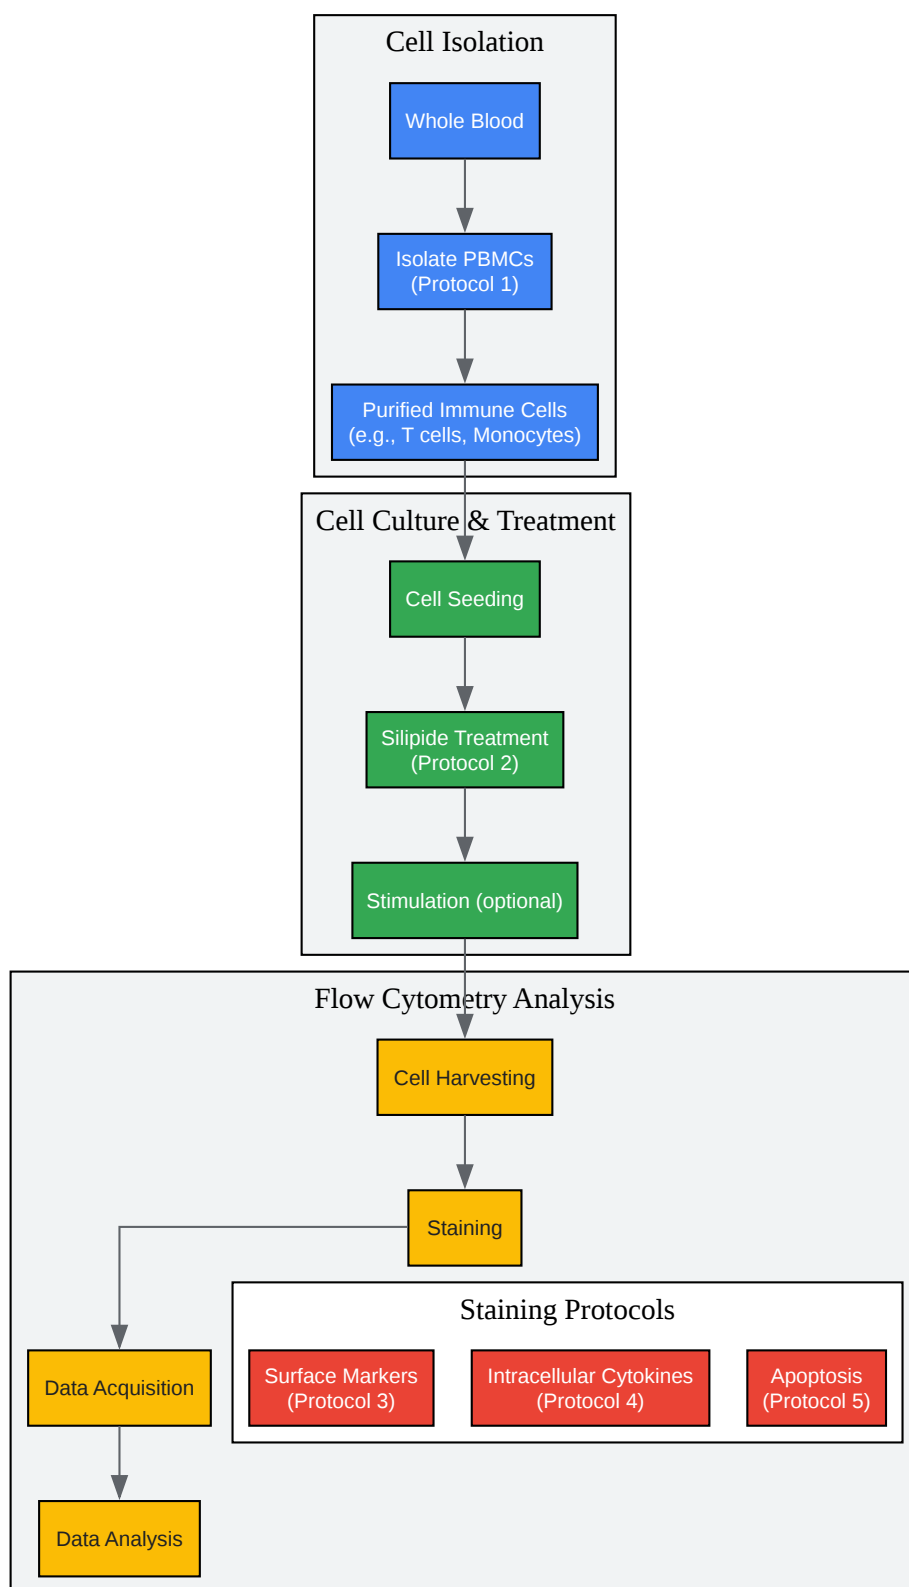 Cell Isolation
Whole Blood
Isolate PBMCs
(Protocol 1)
Purified Immune Cells
(e.g., T cells, Monocytes)
Cell Culture & Treatment
Cell Seeding
Silipide Treatment
(Protocol 2)
Stimulation (optional)
Flow Cytometry Analysis
Cell Harvesting
Staining
Staining Protocols
Surface Markers
(Protocol 3)
Intracellular Cytokines
(Protocol 4)
Apoptosis
(Protocol 5)
Data Acquisition
Data Analysis